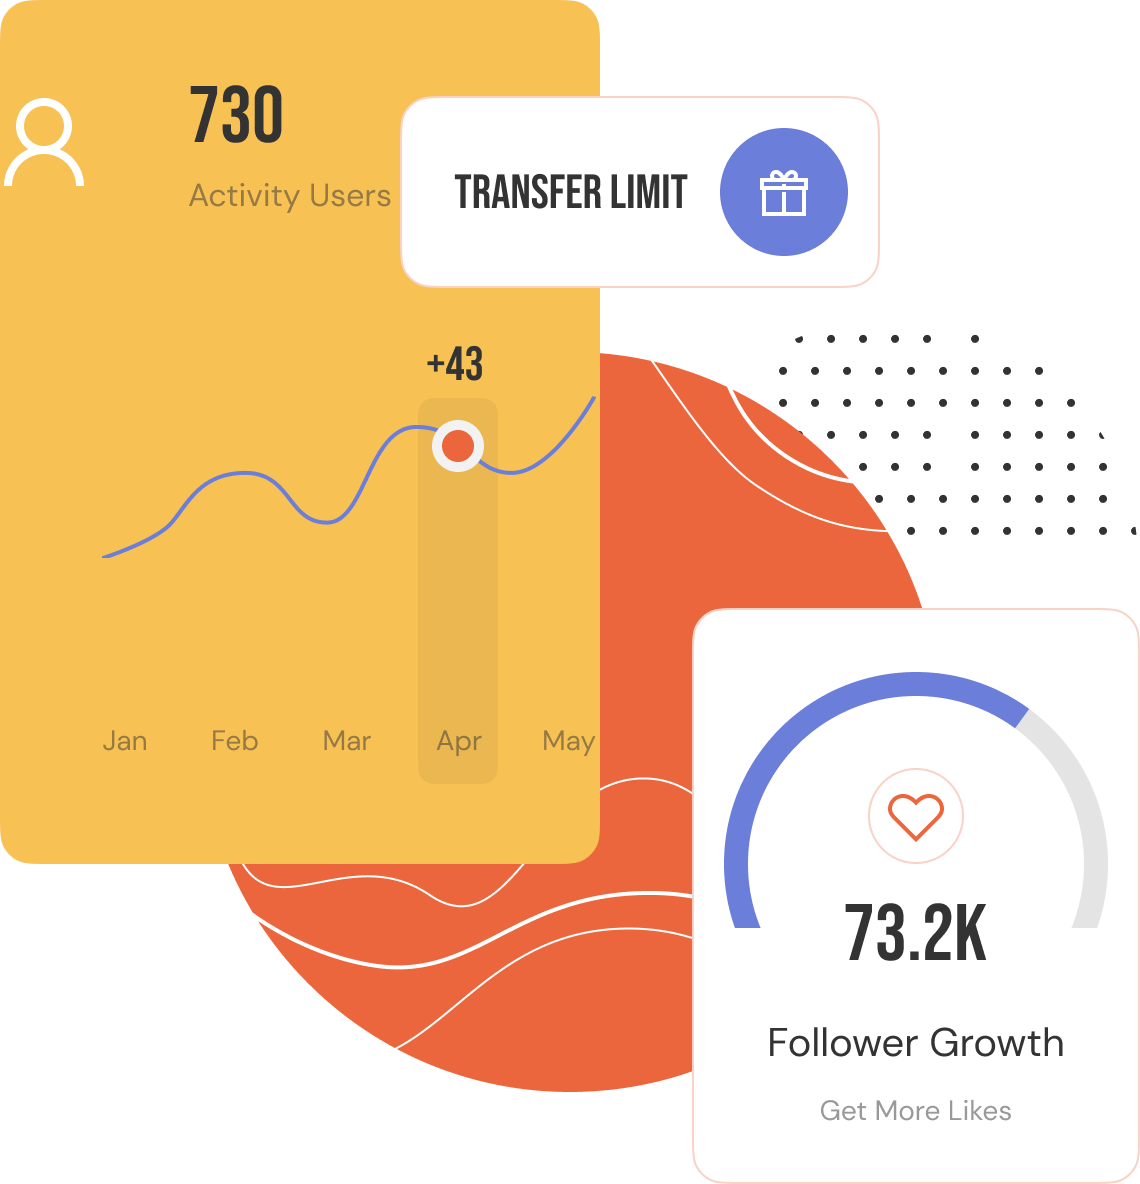 730
Activity Users
TRANSFER LIMIT
+43
Jan Feb Mar Apr May
73.2K
Follower Growth
Get More Likes